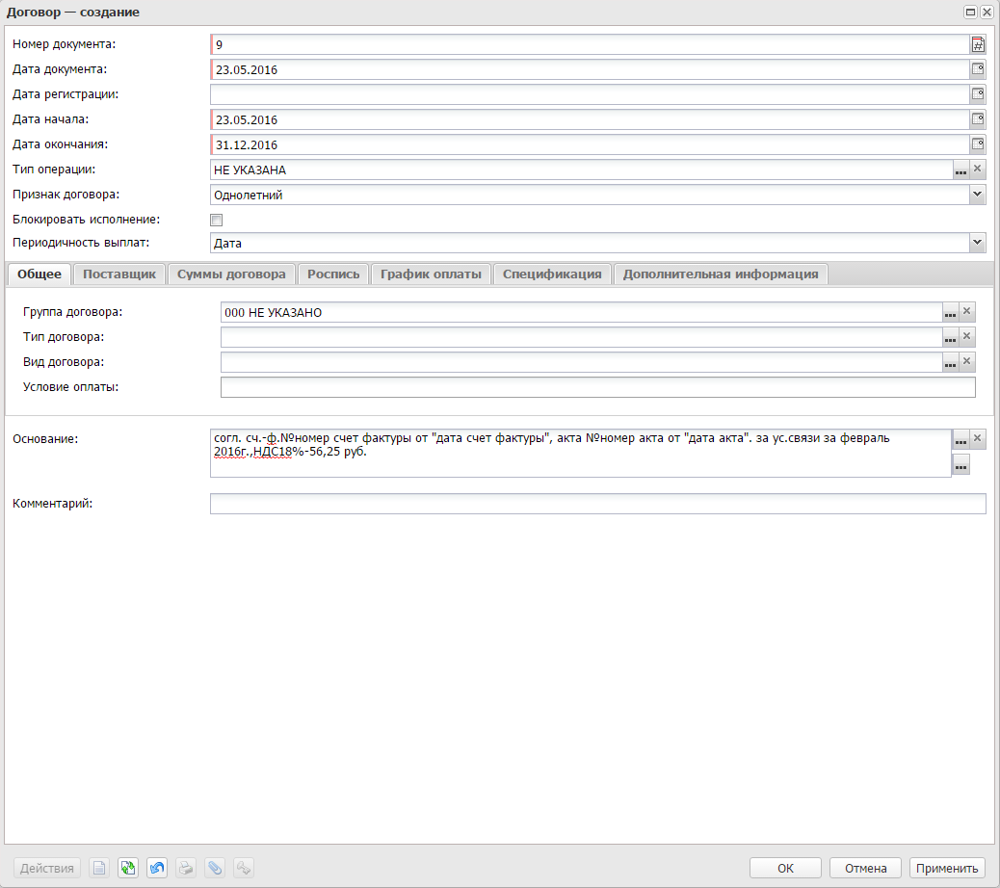 Договор — создание
Номер документа: 9
Дата документа: 23.05.2016
Дата регистрации:
Дата начала: 23.05.2016
Дата окончания: 31.12.2016
Тип операции: НЕ УКАЗАНА
Признак договора: Однолетний
Блокировать исполнение:
Периодичность выплат: Дата
Общее Поставщик Суммы договора Роспись График оплаты Спецификация Дополнительная информация
Группа договора: 000 НЕ УКАЗАНО
Тип договора:
Вид договора:
Условие оплаты:
Основание: согл. сч.-ф.№номер счет фактуры от "дата счет фактуры", акта №номер акта от "дата акта". за ус.связи за февраль
2016г.,НДС18%-56,25 руб.
Комментарий:
Действия ОК Отмена Применить